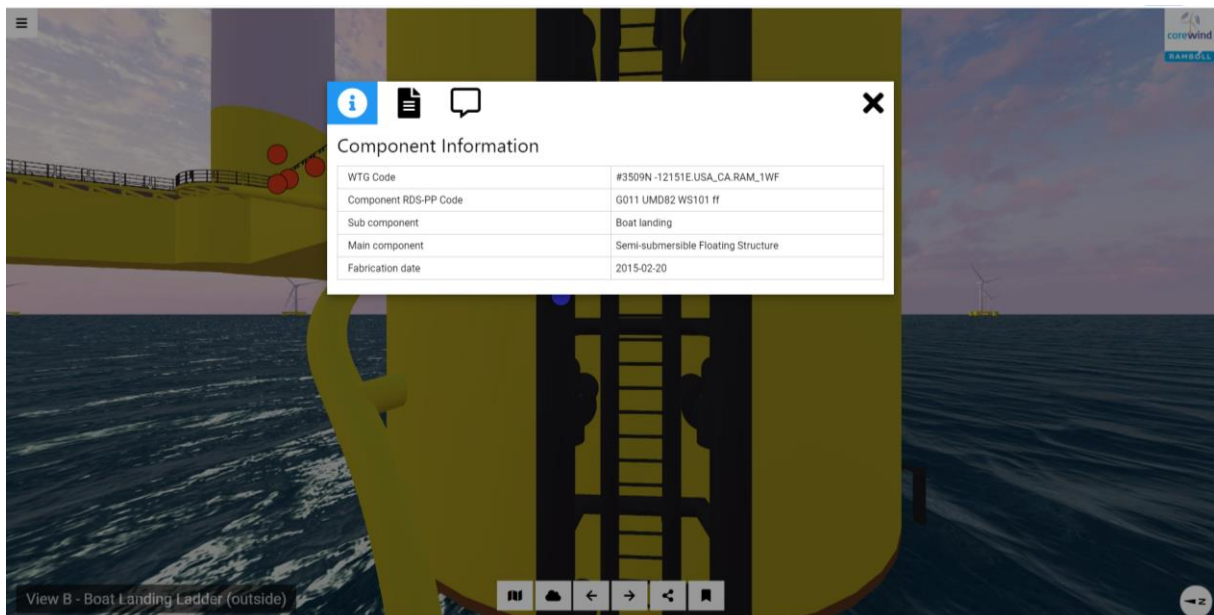 corewind
RAMBOLL
Component Information
WTG Code #3509N -12151E.USA_CA.RAM_1WF
Component RDS-PP Code G011 UMD82 WS101 ff
Sub component Boat landing
Main component Semi-submersible Floating Structure
Fabrication date 2015-02-20
View B - Boat Landing Ladder (outside)
N